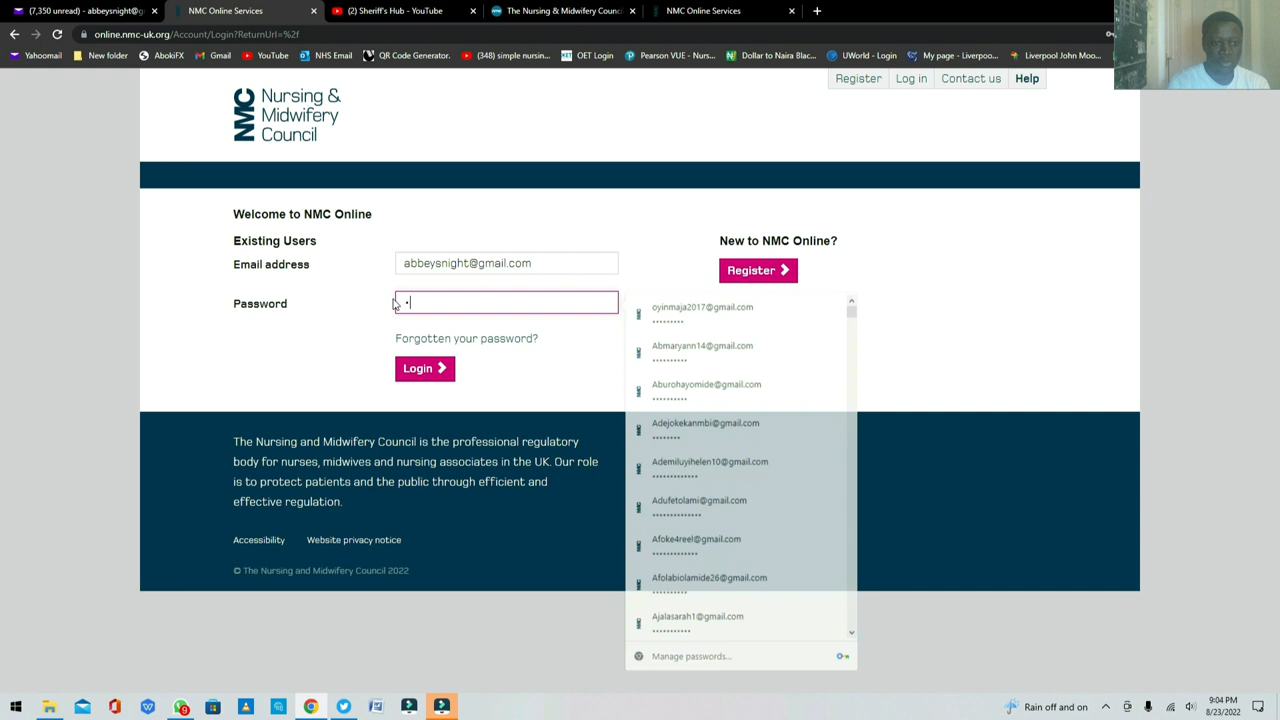 (7,350 unread) - abbeysnight@g
NMC Online Services
(2) Sheriff's Hub - YouTube
The Nursing & Midwifery Council
NMC Online Services
online.nmc-uk.org/Account/Login?ReturnUrl=%2f
Yahoomail
New folder
AbokiFX
Gmail
YouTube
NHS Email
QR Code Generator.
(348) simple nursing...
OET Login
Pearson VUE - Nurs...
Dollar to Naira Blac...
UWorld - Login
My page - Liverpoo...
Liverpool John Moo...
Register
Log in
Contact us
Help
NMC
Nursing &
Midwifery
Council
Welcome to NMC Online
Existing Users
New to NMC Online?
Email address
abbeysnight@gmail.com
Register
Password
Forgotten your password?
Login
oyinmaja2017@gmail.com
Abmaryann14@gmail.com
Aburohayomide@gmail.com
Adejokekanmbi@gmail.com
Ademiluyihelen10@gmail.com
Adufetolami@gmail.com
Afoke4reel@gmail.com
Afolabiolamide26@gmail.com
Ajalasarah1@gmail.com
Manage passwords...
The Nursing and Midwifery Council is the professional regulatory
body for nurses, midwives and nursing associates in the UK. Our role
is to protect patients and the public through efficient and
effective regulation.
Accessibility
Website privacy notice
© The Nursing and Midwifery Council 2022
9
Rain off and on
9:04 PM
8/23/2022